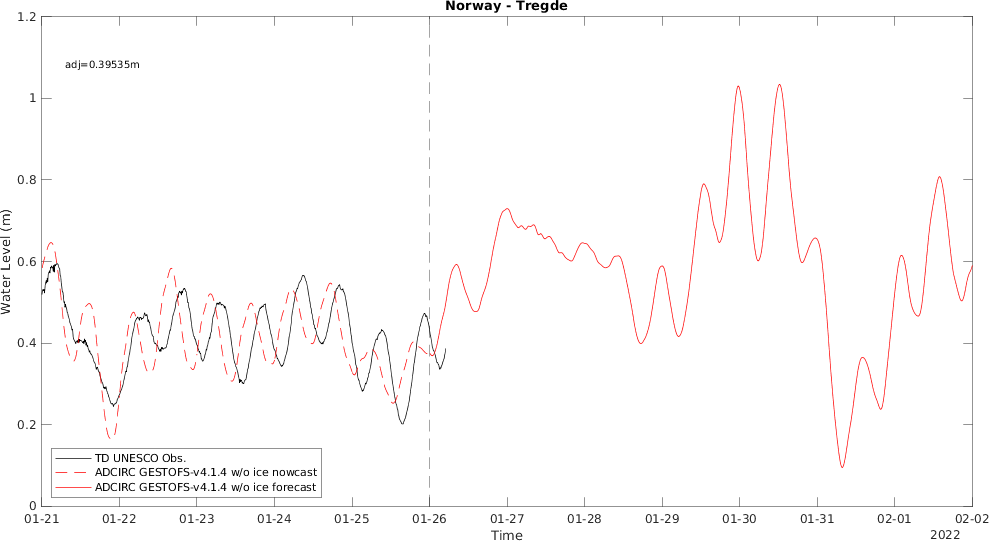 Norway - Tregde
1.2
adj=0.39535m
1
0.8
Water Level (m)
0.6
0.4
0.2
0
TD UNESCO Obs.
ADCIRC GESTOFS-v4.1.4 w/o ice nowcast
ADCIRC GESTOFS-v4.1.4 w/o ice forecast
01-21 01-22 01-23 01-24 01-25 01-26 01-27 01-28 01-29 01-30 01-31 02-01 02-02
Time
2022